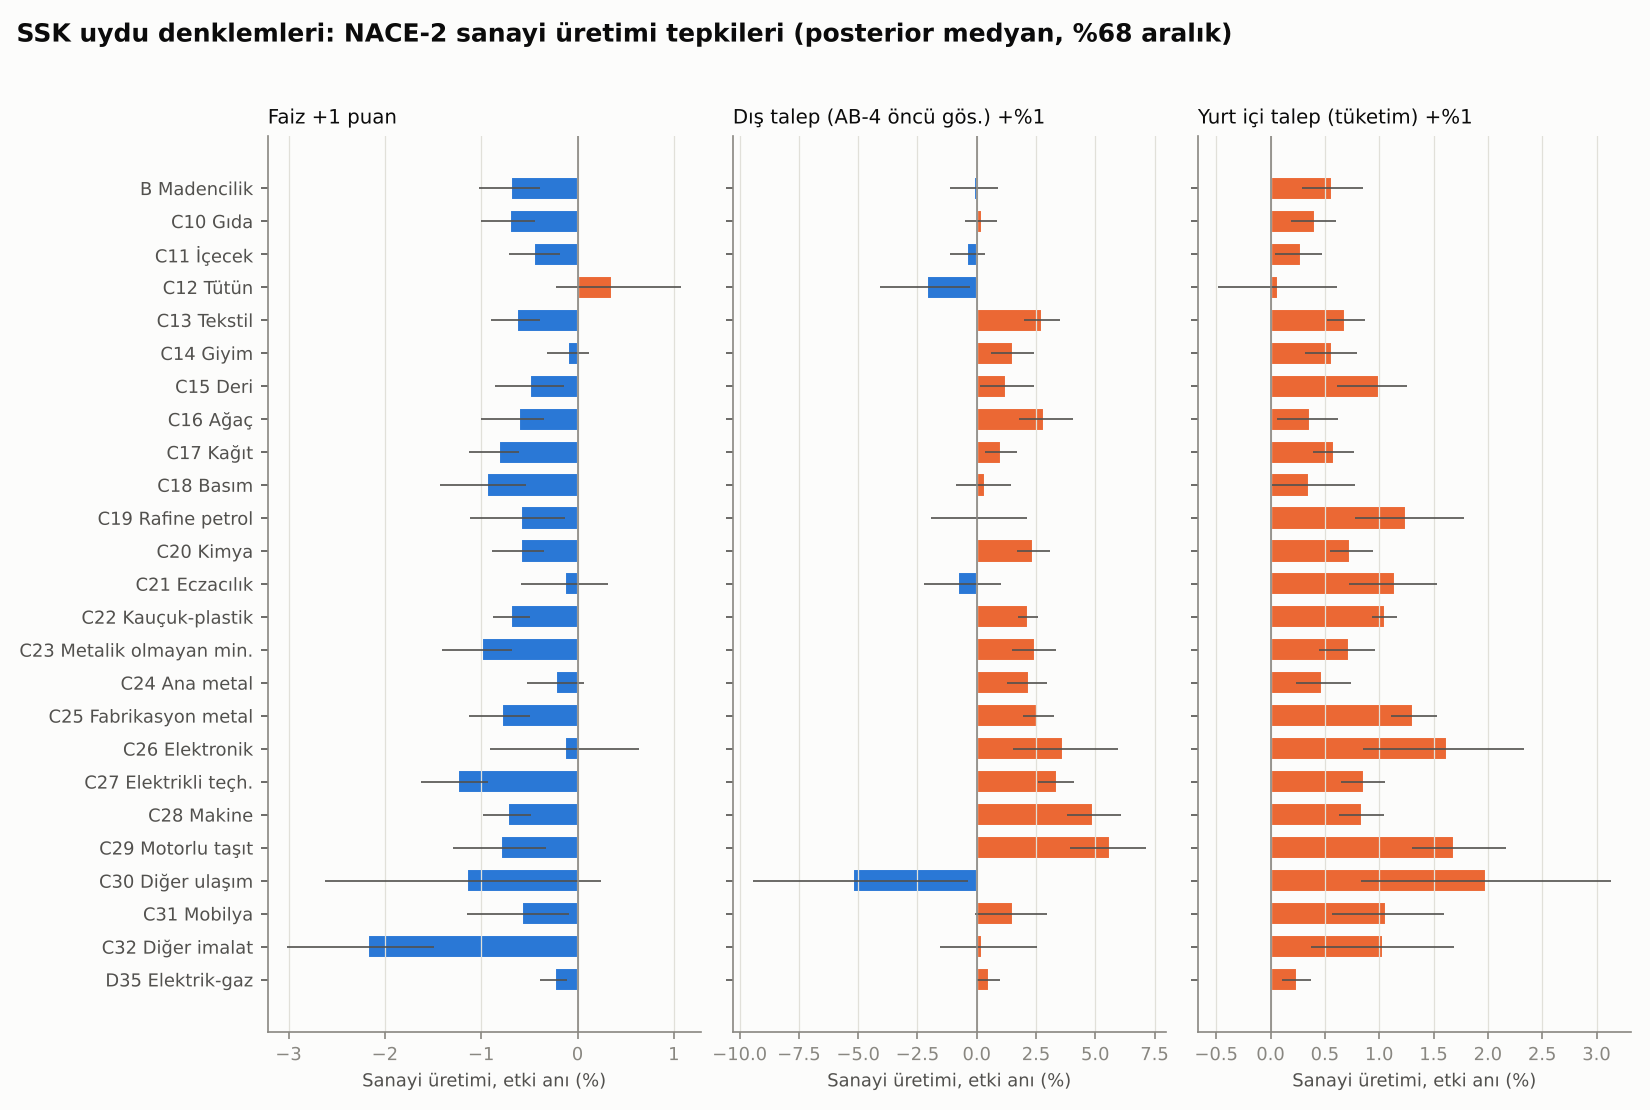 SSK uydu denklemleri: NACE-2 sanayi üretimi tepkileri (posterior medyan, %68 aralık)
Faiz +1 puan
Dış talep (AB-4 öncü gös.) +%1
Yurt içi talep (tüketim) +%1
B Madencilik
C10 Gıda
C11 İçecek
C12 Tütün
C13 Tekstil
C14 Giyim
C15 Deri
C16 Ağaç
C17 Kağıt
C18 Basım
C19 Rafine petrol
C20 Kimya
C21 Eczacılık
C22 Kauçuk-plastik
C23 Metalik olmayan min.
C24 Ana metal
C25 Fabrikasyon metal
C26 Elektronik
C27 Elektrikli teçh.
C28 Makine
C29 Motorlu taşıt
C30 Diğer ulaşım
C31 Mobilya
C32 Diğer imalat
D35 Elektrik-gaz
−3 −2 −1 0 1
−10.0 −7.5 −5.0 −2.5 0.0 2.5 5.0 7.5
−0.5 0.0 0.5 1.0 1.5 2.0 2.5 3.0
Sanayi üretimi, etki anı (%)
Sanayi üretimi, etki anı (%)
Sanayi üretimi, etki anı (%)